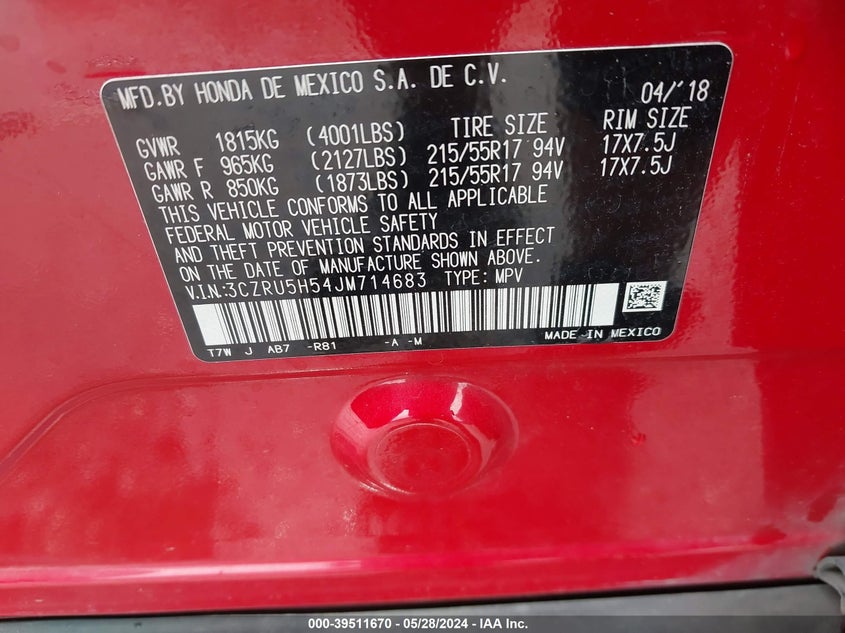 MFD.BY HONDA DE MEXICO S.A. DE C.V. 04/'18
GVWR 1815KG (4001LBS) TIRE SIZE RIM SIZE
GAWR F 965KG (2127LBS) 215/55R17 94V 17X7.5J
GAWR R 850KG (1873LBS) 215/55R17 94V 17X7.5J
THIS VEHICLE CONFORMS TO ALL APPLICABLE
FEDERAL MOTOR VEHICLE SAFETY
AND THEFT PREVENTION STANDARDS IN EFFECT
ON THE DATE OF MANUFACTURE SHOWN ABOVE.
V.I.N:3CZRU5H54JM714683 TYPE: MPV
T7W J AB7 -R81 -A -M MADE IN MEXICO
000-39511670 - 05/28/2024 - IAA Inc.